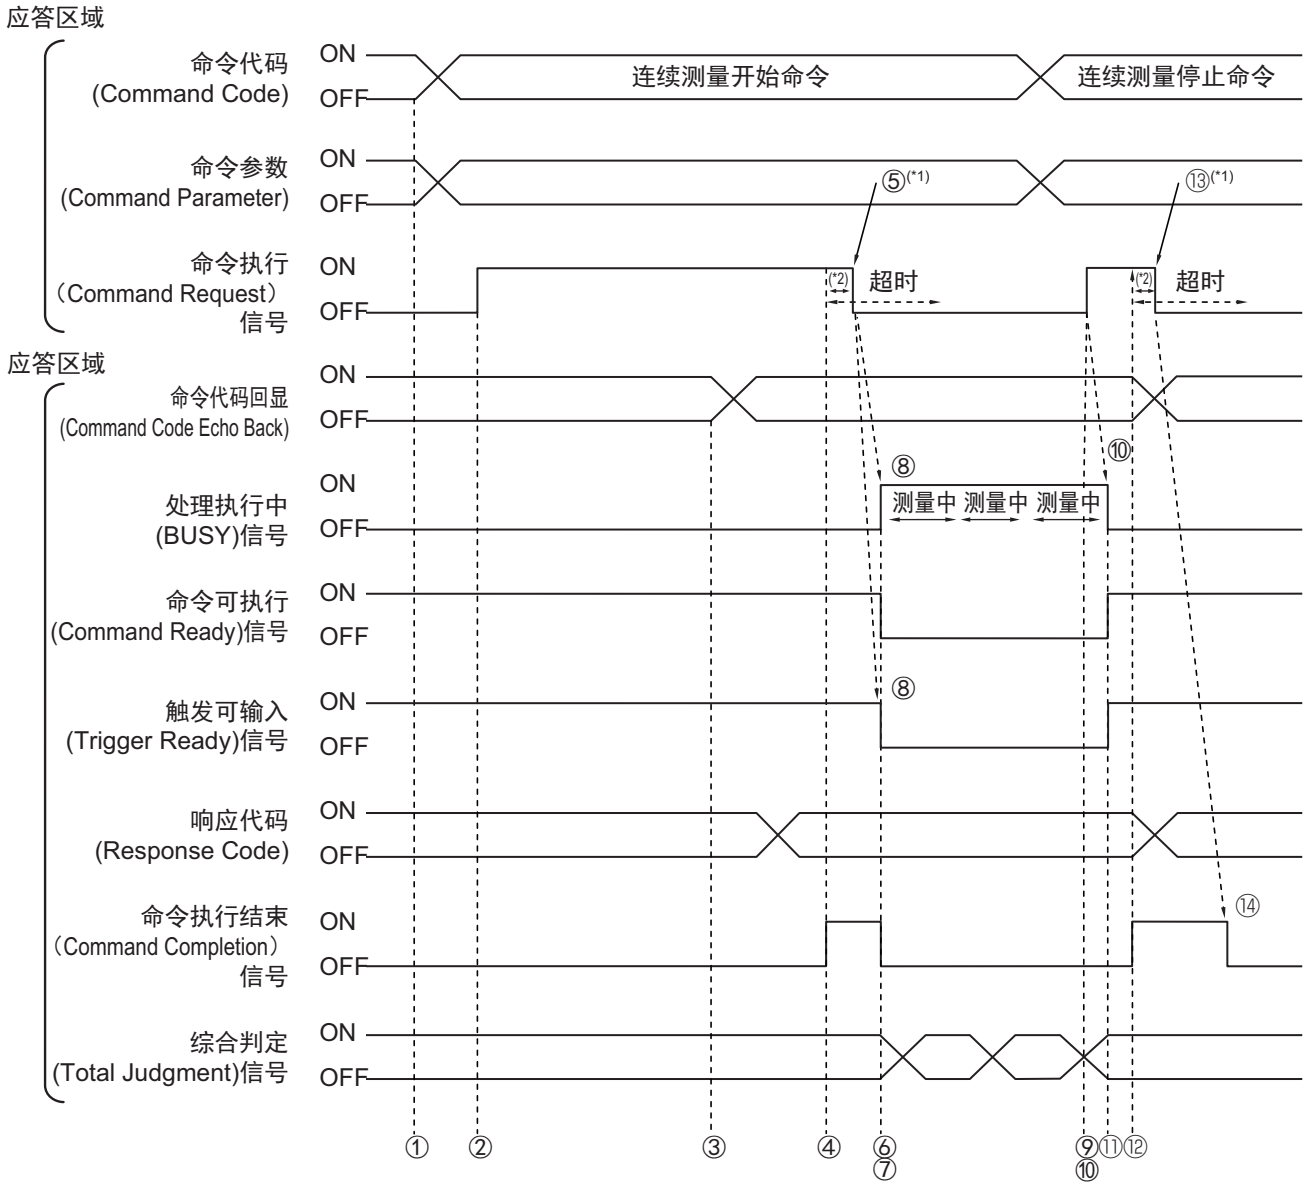 应答区域
命令代码
(Command Code)
ON
OFF
连续测量开始命令
连续测量停止命令
命令参数
(Command Parameter)
ON
OFF
⑤(*1)
⑬(*1)
命令执行
（Command Request）
信号
ON
OFF
(*2)
超时
(*2)
超时
应答区域
命令代码回显
(Command Code Echo Back)
ON
OFF
处理执行中
(BUSY)信号
ON
OFF
⑧
⑩
测量中
测量中
测量中
命令可执行
(Command Ready)信号
ON
OFF
触发可输入
(Trigger Ready)信号
ON
OFF
⑧
响应代码
(Response Code)
ON
OFF
命令执行结束
（Command Completion）
信号
ON
OFF
⑭
综合判定
(Total Judgment)信号
ON
OFF
① ② ③ ④ ⑥ ⑨ ⑪ ⑫
⑦ ⑩